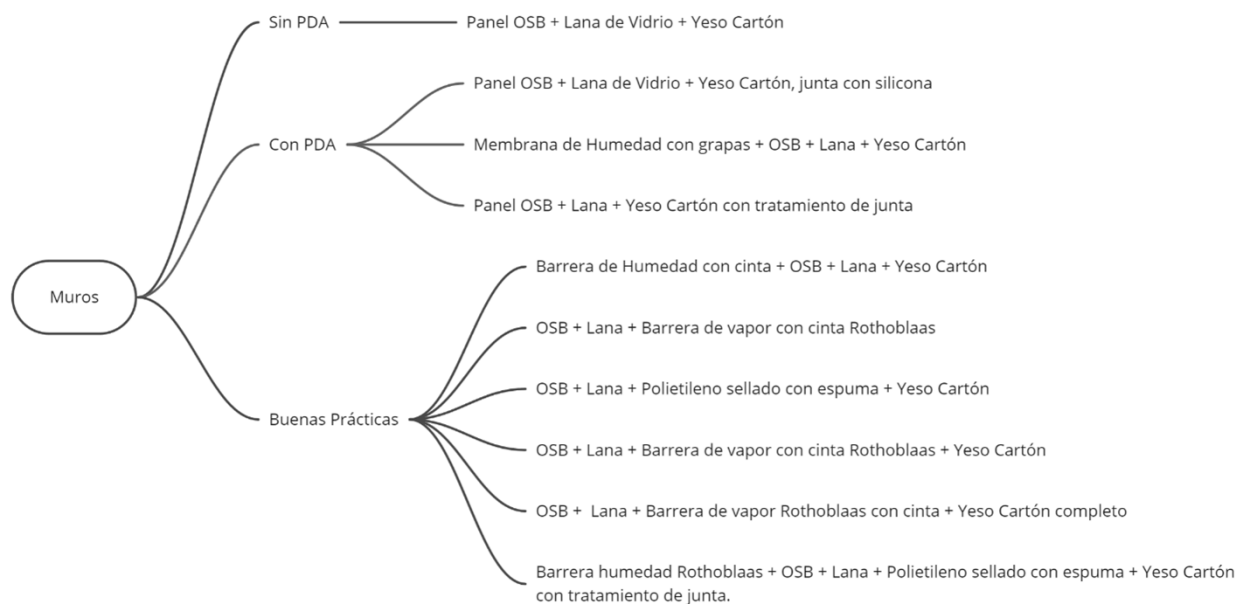 Sin PDA
Panel OSB + Lana de Vidrio + Yeso Cartón
Panel OSB + Lana de Vidrio + Yeso Cartón, junta con silicona
Con PDA
Membrana de Humedad con grapas + OSB + Lana + Yeso Cartón
Panel OSB + Lana + Yeso Cartón con tratamiento de junta
Muros
Barrera de Humedad con cinta + OSB + Lana + Yeso Cartón
OSB + Lana + Barrera de vapor con cinta Rothoblaas
OSB + Lana + Polietileno sellado con espuma + Yeso Cartón
Buenas Prácticas
OSB + Lana + Barrera de vapor con cinta Rothoblaas + Yeso Cartón
OSB +  Lana + Barrera de vapor Rothoblaas con cinta + Yeso Cartón completo
Barrera humedad Rothoblaas + OSB + Lana + Polietileno sellado con espuma + Yeso Cartón
con tratamiento de junta.